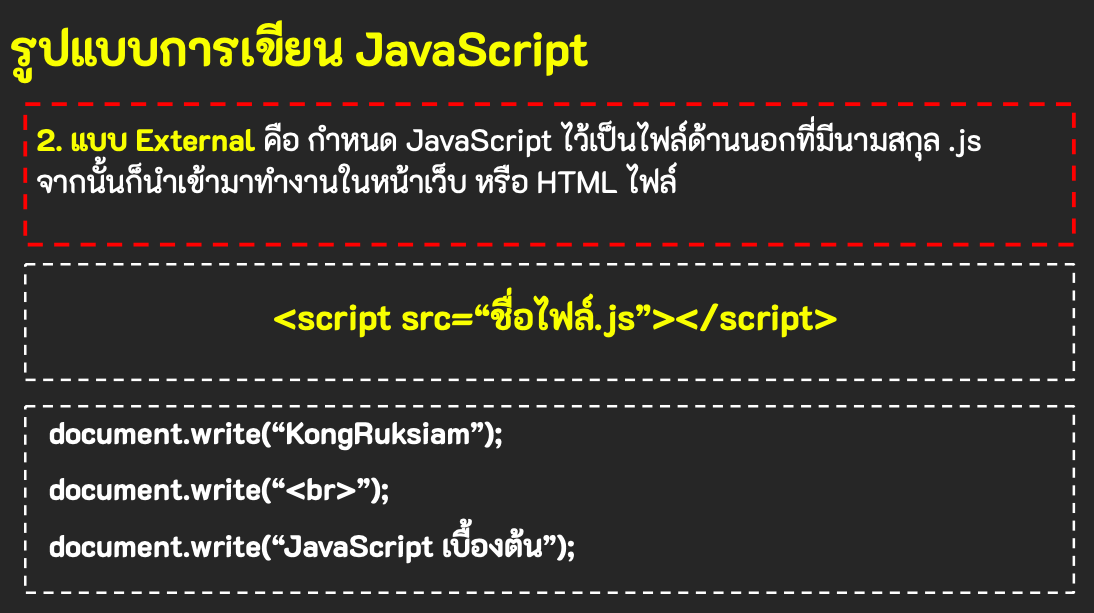 รูปแบบการเขียน JavaScript
2. แบบ External คือ กำหนด JavaScript ไว้เป็นไฟล์ด้านนอกที่มีนามสกุล .js
จากนั้นก็นำเข้ามาทำงานในหน้าเว็บ หรือ HTML ไฟล์
<script src=“ชื่อไฟล์.js”></script>
document.write(“KongRuksiam”);
document.write(“<br>”);
document.write(“JavaScript เบื้องต้น”);